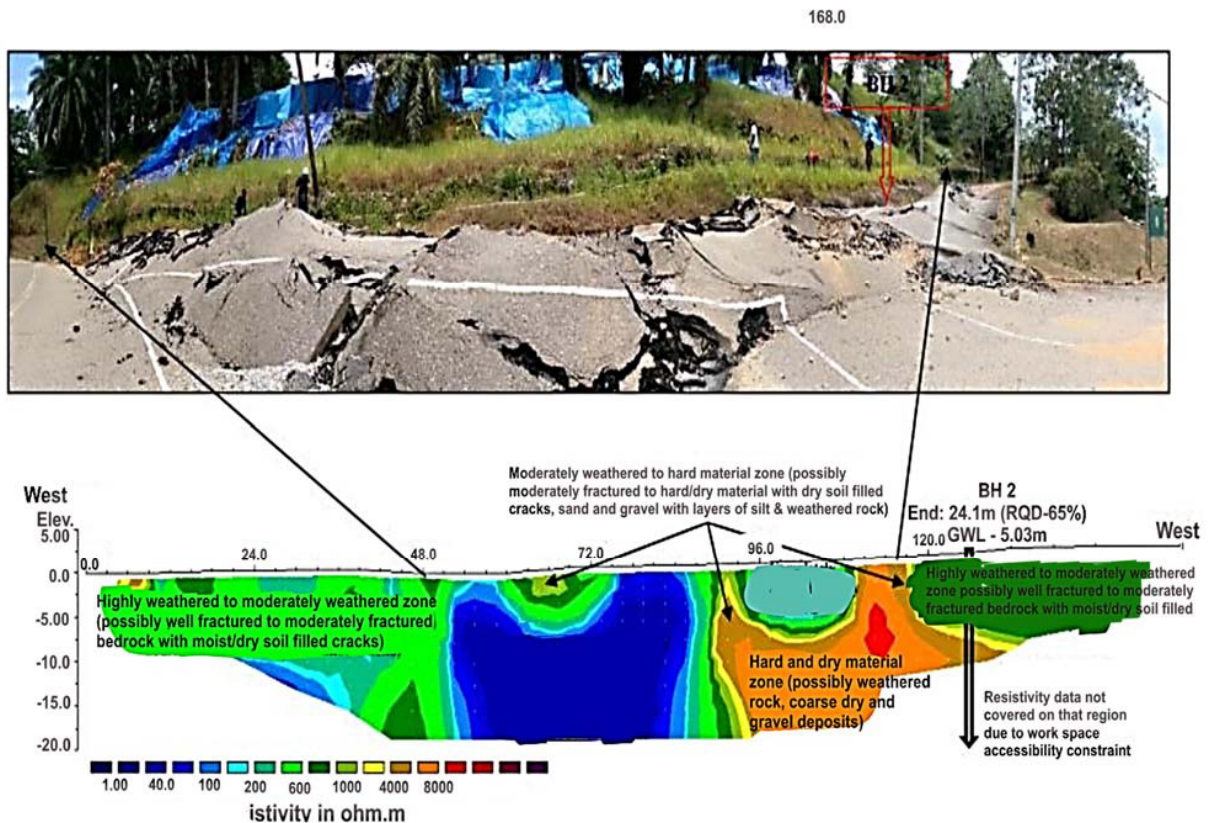 168.0
BH 2
Moderately weathered to hard material zone (possibly
moderately fractured to hard/dry material with dry soil filled
cracks, sand and gravel with layers of silt & weathered rock)
West
Elev.
BH 2
End: 24.1m (RQD-65%)
GWL - 5.03m
West
5.00
0.0
24.0
48.0
72.0
96.0
120.0
0.0
-5.00
-10.0
-15.0
-20.0
Highly weathered to moderately weathered zone
(possibly well fractured to moderately fractured
bedrock with moist/dry soil filled cracks)
Highly weathered to moderately weathered
zone possibly well fractured to moderately
fractured bedrock with moist/dry soil filled
Hard and dry material
zone (possibly weathered
rock, coarse dry and
gravel deposits)
Resistivity data not
covered on that region
due to work space
accessibility constraint
1.00 40.0 100 200 600 1000 4000 8000
istivity in ohm.m